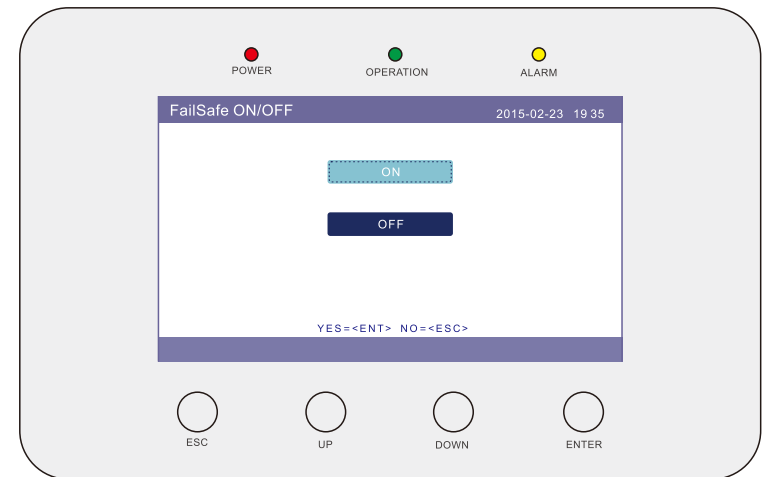 POWER OPERATION ALARM
FailSafe ON/OFF 2015-02-23 19 35
ON
OFF
YES=<ENT> NO=<ESC>
ESC UP DOWN ENTER